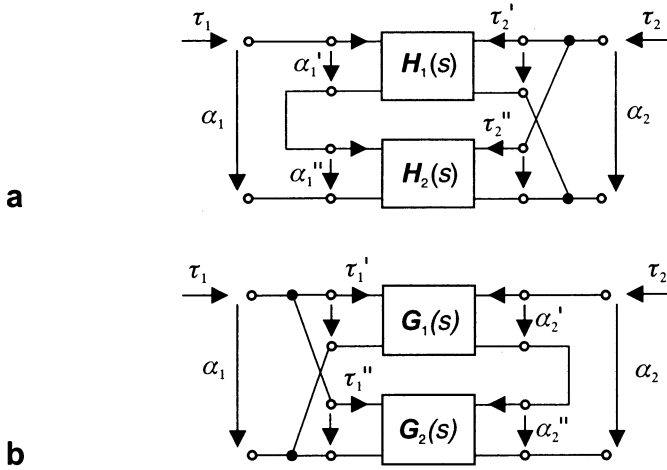 τ₁ τ₂' τ₂
α₁' H₁(s)
α₁ τ₂" α₂
α₁" H₂(s)
a
τ₁ τ₁' τ₂
G₁(s) α₂'
α₁ τ₁" α₂
G₂(s) α₂"
b